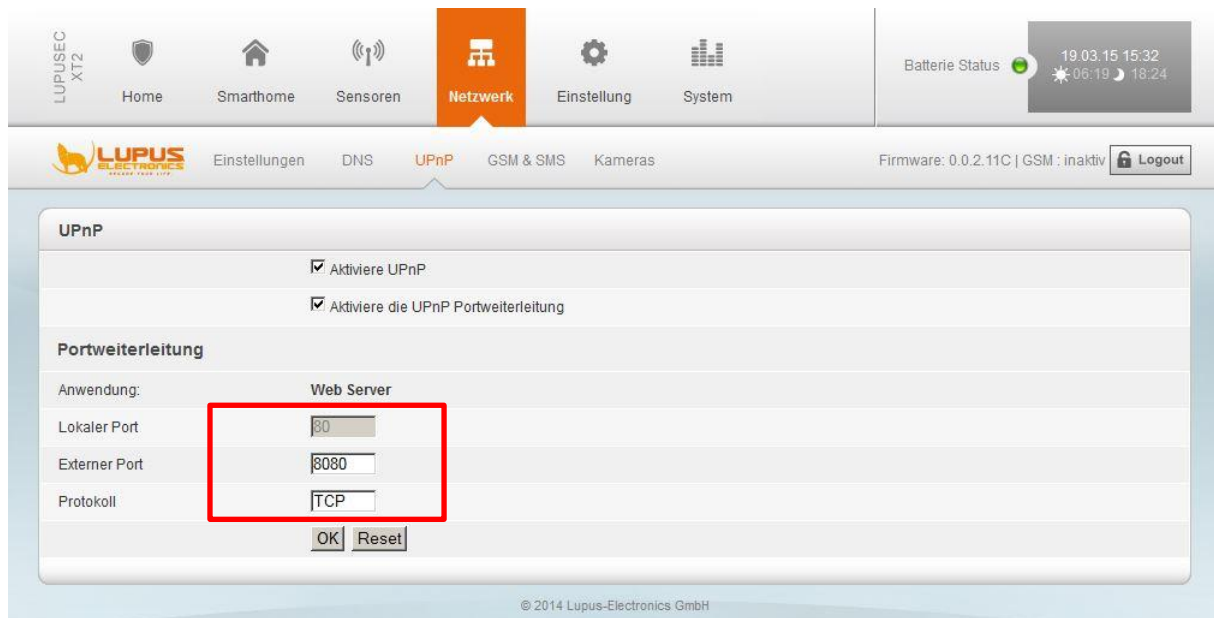 LUPUSEC
XT2
Home
Smarthome
Sensoren
Netzwerk
Einstellung
System
Batterie Status
19.03.15 15:32
06:19 18:24
LUPUS
ELECTRONICS
Einstellungen
DNS
UPnP
GSM & SMS
Kameras
Firmware: 0.0.2.11C | GSM : inaktiv
Logout
UPnP
Aktiviere UPnP
Aktiviere die UPnP Portweiterleitung
Portweiterleitung
Anwendung: Web Server
Lokaler Port 80
Externer Port 8080
Protokoll TCP
OK Reset
© 2014 Lupus-Electronics GmbH